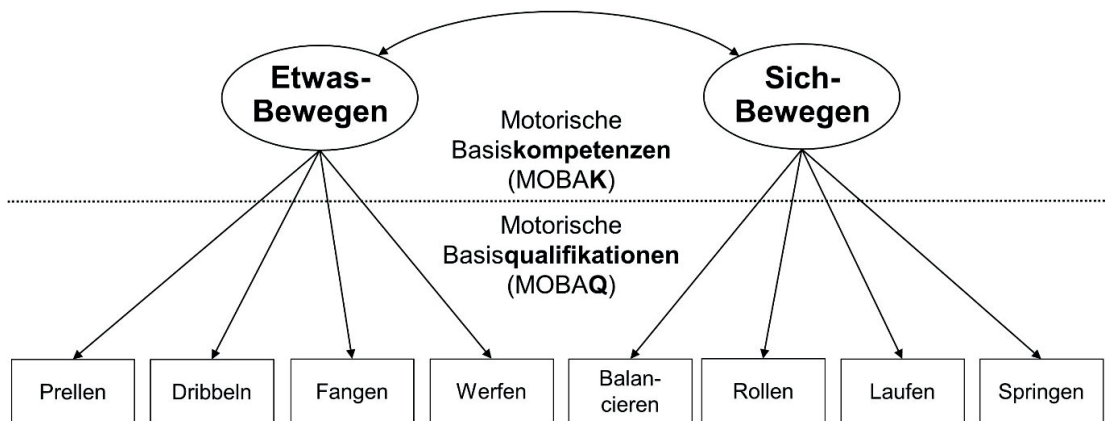 Etwas-
Bewegen
Sich-
Bewegen
Motorische
Basiskompetenzen
(MOBAK)
Motorische
Basisqualifikationen
(MOBAQ)
Prellen
Dribbeln
Fangen
Werfen
Balan-
cieren
Rollen
Laufen
Springen